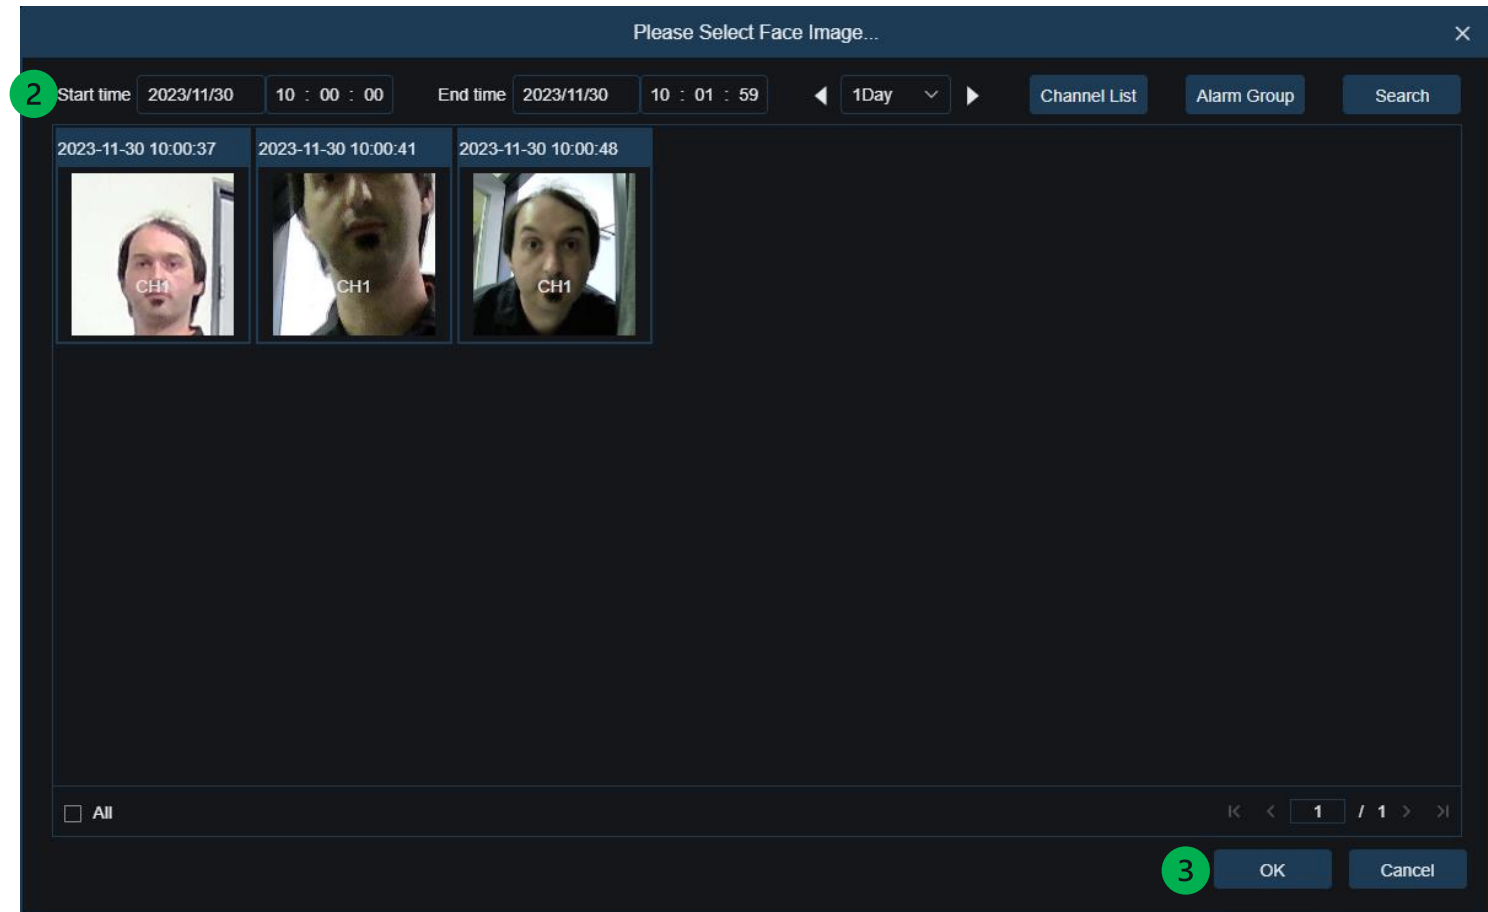 Please Select Face Image...
2 Start time 2023/11/30 10 : 00 : 00 End time 2023/11/30 10 : 01 : 59 1Day Channel List Alarm Group Search
2023-11-30 10:00:37 2023-11-30 10:00:41 2023-11-30 10:00:48
CH1 CH1 CH1
All 1 / 1
3 OK Cancel